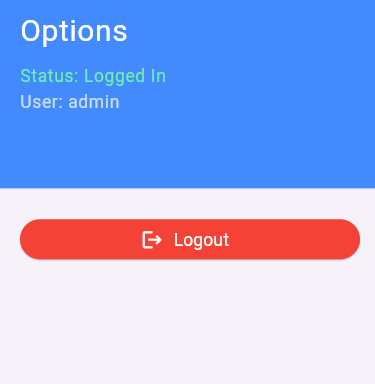 Options
Status: Logged In
User: admin
Logout